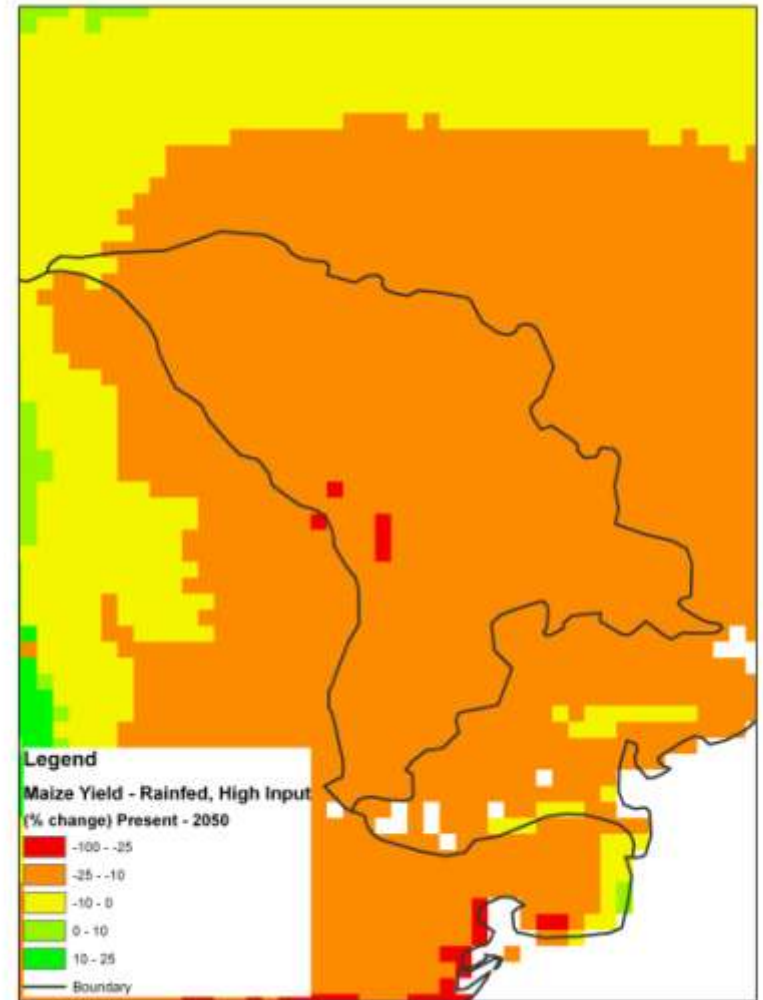 Legend
Maize Yield - Rainfed, High Input
(% change) Present - 2050
-100 - -25
-25 - -10
-10 - 0
0 - 10
10 - 25
Boundary